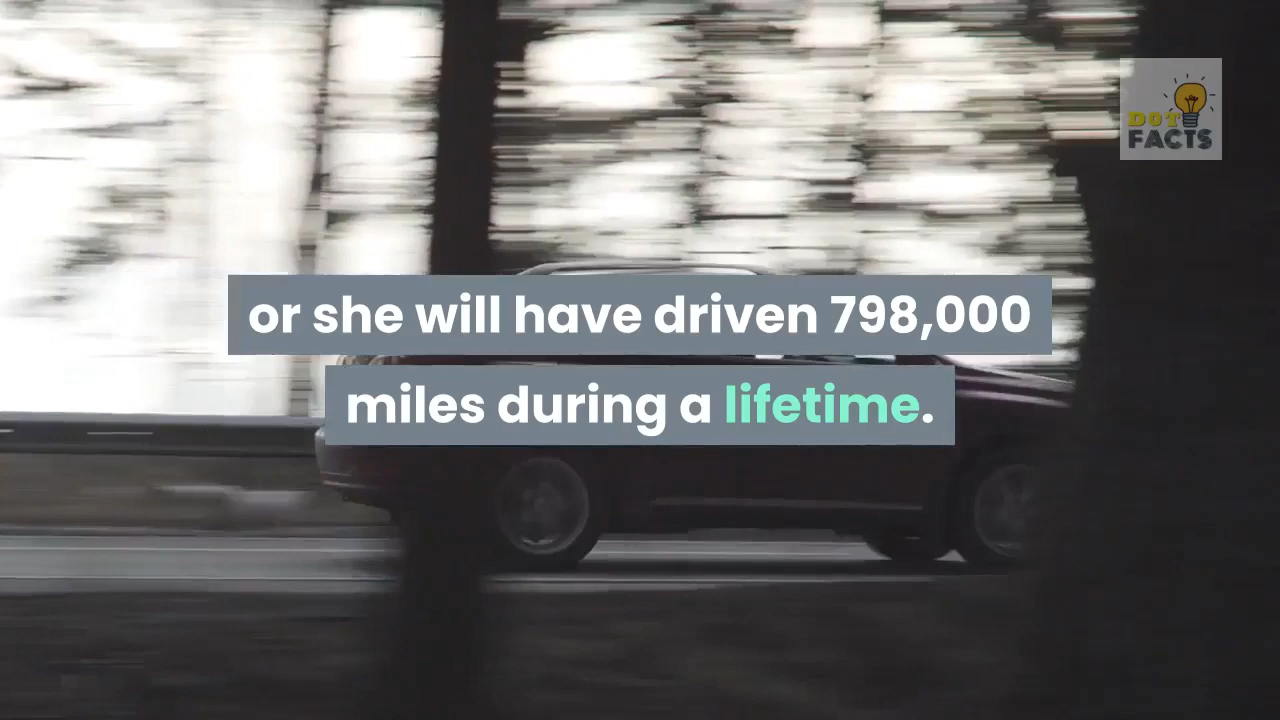 DOT
FACTS
or she will have driven 798,000
miles during a lifetime.